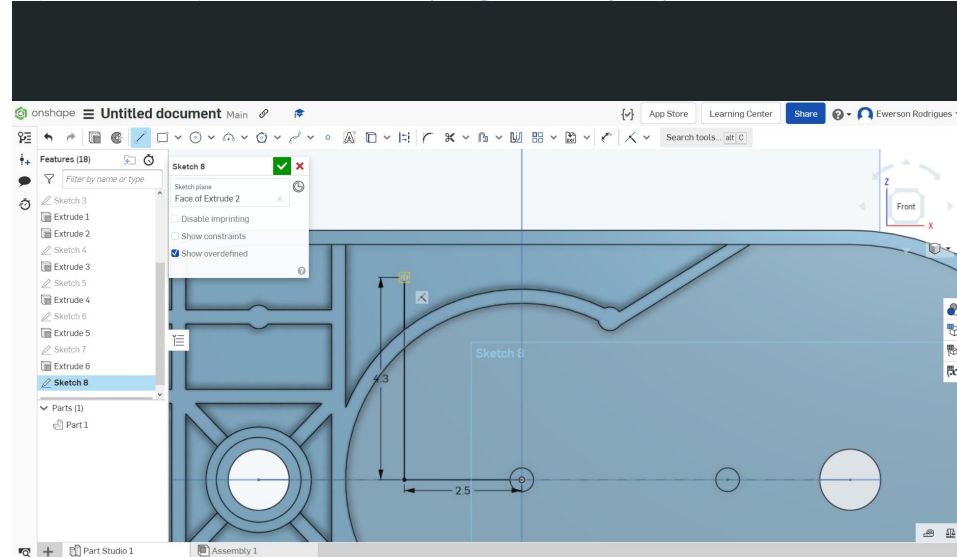 onshape Untitled document Main App Store Learning Center Share Ewerson Rodrigues
Search tools... alt C
Features (18)
Filter by name or type
Sketch 3
Extrude 1
Extrude 2
Sketch 4
Extrude 3
Sketch 5
Extrude 4
Sketch 6
Extrude 5
Sketch 7
Extrude 6
Sketch 8
Parts (1)
Part 1
Sketch 8
Sketch plane
Face of Extrude 2
Disable imprinting
Show constraints
Show overdefined
Z
Front
X
Sketch 8
4.3
2.5
Part Studio 1
Assembly 1